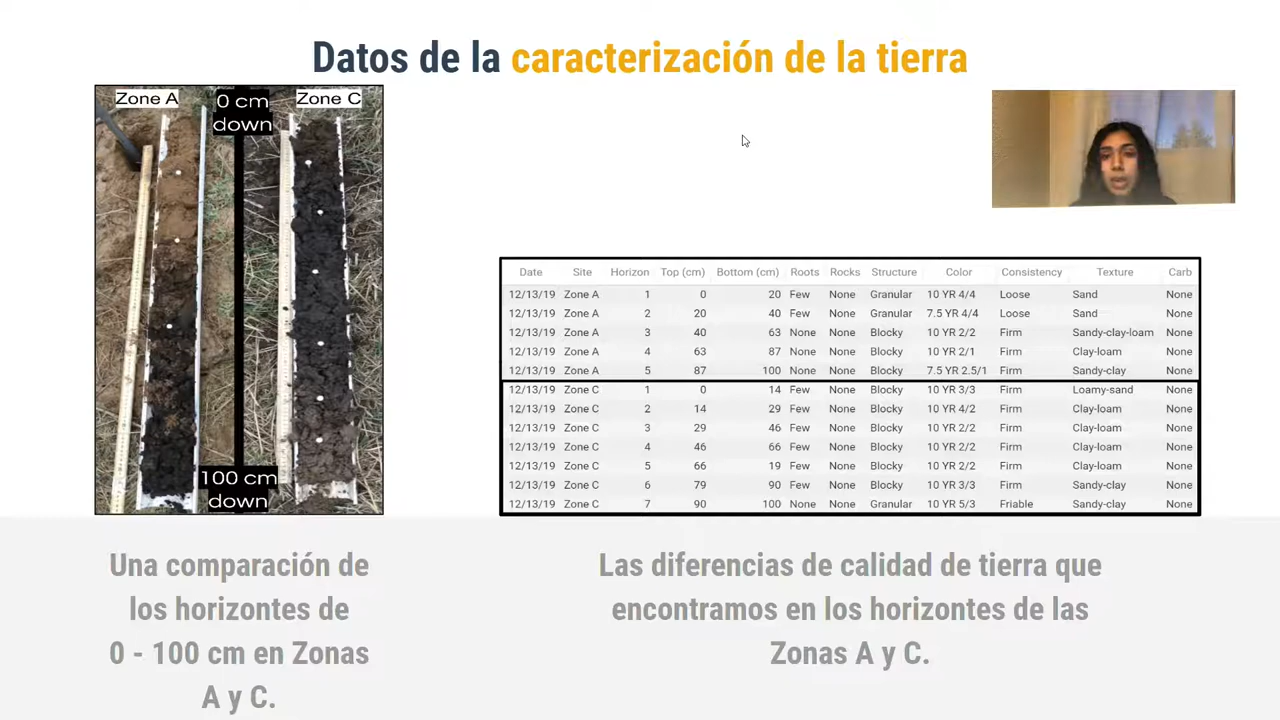 Datos de la caracterización de la tierra
Zone A
0 cm
down
Zone C
100 cm
down
Date Site Horizon Top (cm) Bottom (cm) Roots Rocks Structure Color Consistency Texture Carb
12/13/19 Zone A 1 0 20 Few None Granular 10 YR 4/4 Loose Sand None
12/13/19 Zone A 2 20 40 Few None Granular 7.5 YR 4/4 Loose Sand None
12/13/19 Zone A 3 40 63 None None Blocky 10 YR 2/2 Firm Sandy-clay-loam None
12/13/19 Zone A 4 63 87 None None Blocky 10 YR 2/1 Firm Clay-loam None
12/13/19 Zone A 5 87 100 None None Blocky 7.5 YR 2.5/1 Firm Sandy-clay None
12/13/19 Zone C 1 0 14 Few None Blocky 10 YR 3/3 Firm Loamy-sand None
12/13/19 Zone C 2 14 29 Few None Blocky 10 YR 4/2 Firm Clay-loam None
12/13/19 Zone C 3 29 46 Few None Blocky 10 YR 2/2 Firm Clay-loam None
12/13/19 Zone C 4 46 66 Few None Blocky 10 YR 2/2 Firm Clay-loam None
12/13/19 Zone C 5 66 19 Few None Blocky 10 YR 2/2 Firm Clay-loam None
12/13/19 Zone C 6 79 90 Few None Blocky 10 YR 3/3 Firm Sandy-clay None
12/13/19 Zone C 7 90 100 None None Granular 10 YR 5/3 Friable Sandy-clay None
Una comparación de
los horizontes de
0 - 100 cm en Zonas
A y C.
Las diferencias de calidad de tierra que
encontramos en los horizontes de las
Zonas A y C.